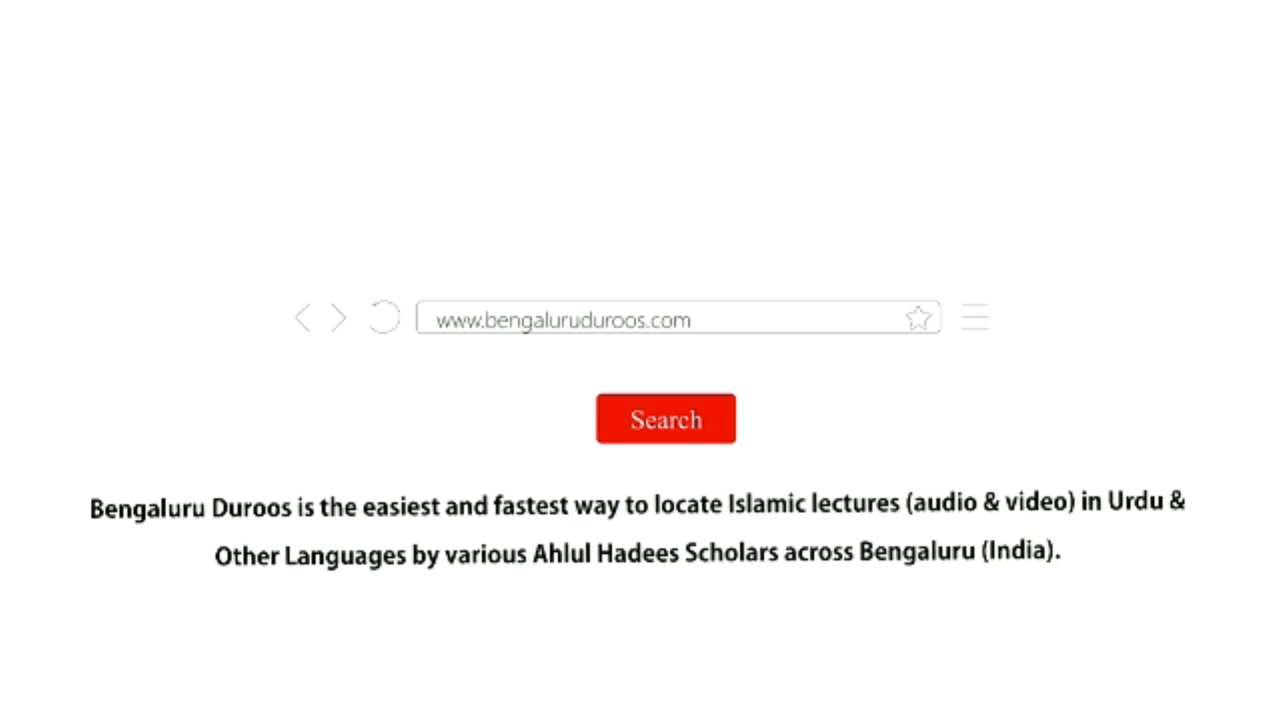 www.bengaluruduroos.com
Search
Bengaluru Duroos is the easiest and fastest way to locate Islamic lectures (audio & video) in Urdu &
Other Languages by various Ahlul Hadees Scholars across Bengaluru (India).